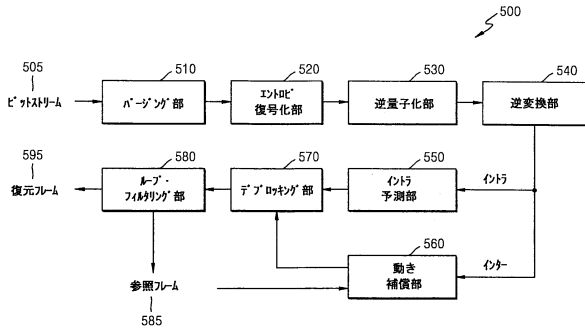 500
505
510
520
530
540
ビットストリーム
パージング部
エントロピ
復号化部
逆量子化部
逆変換部
595
580
570
550
復元フレーム
ループ・
フィルタリング部
デブロッキング部
イントラ
予測部
イントラ
560
動き
補償部
インター
参照フレーム
585